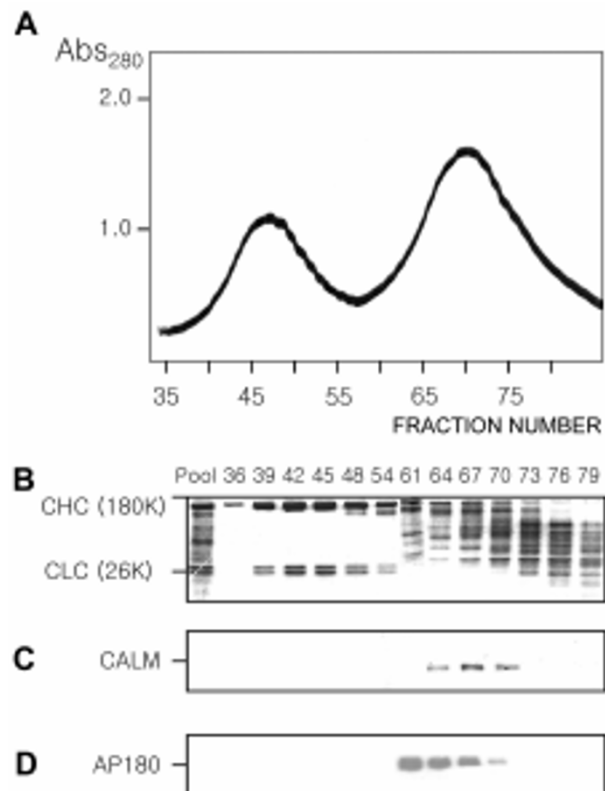 A
Abs280
2.0
1.0
35 45 55 65 75
FRACTION NUMBER
B
Pool 36 39 42 45 48 54 61 64 67 70 73 76 79
CHC (180K)
CLC (26K)
C
CALM
D
AP180